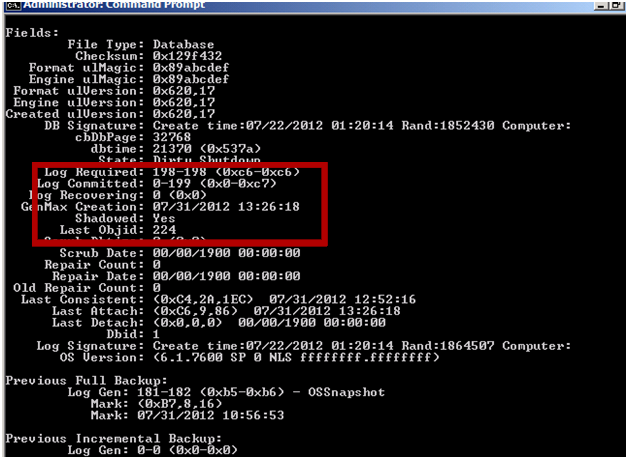 Administrator: Command Prompt
Fields:
File Type: Database
Checksum: 0x129f432
Format ulMagic: 0x89abcdef
Engine ulMagic: 0x89abcdef
Format ulVersion: 0x620,17
Engine ulVersion: 0x620,17
Created ulVersion: 0x620,17
DB Signature: Create time:07/22/2012 01:20:14 Rand:1852430 Computer:
cbDbPage: 32768
dbtime: 21370 (0x537a)
State: Dirty Shutdown
Log Required: 198-198 (0xc6-0xc6)
Log Committed: 0-199 (0x0-0xc7)
Log Recovering: 0 (0x0)
GenMax Creation: 07/31/2012 13:26:18
Shadowed: Yes
Last Objid: 224
Scrub Dbtime: 0 (0x0)
Scrub Date: 00/00/1900 00:00:00
Repair Count: 0
Repair Date: 00/00/1900 00:00:00
Old Repair Count: 0
Last Consistent: (0xC4,2A,1EC) 07/31/2012 12:52:16
Last Attach: (0xC6,9,86) 07/31/2012 13:26:18
Last Detach: (0x0,0,0) 00/00/1900 00:00:00
Dbid: 1
Log Signature: Create time:07/22/2012 01:20:14 Rand:1864507 Computer:
OS Version: (6.1.7600 SP 0 NLS ffffffff.ffffffff)
Previous Full Backup:
Log Gen: 181-182 (0xb5-0xb6) - OSSnapshot
Mark: (0xB7,8,16)
Mark: 07/31/2012 10:56:53
Previous Incremental Backup:
Log Gen: 0-0 (0x0-0x0)